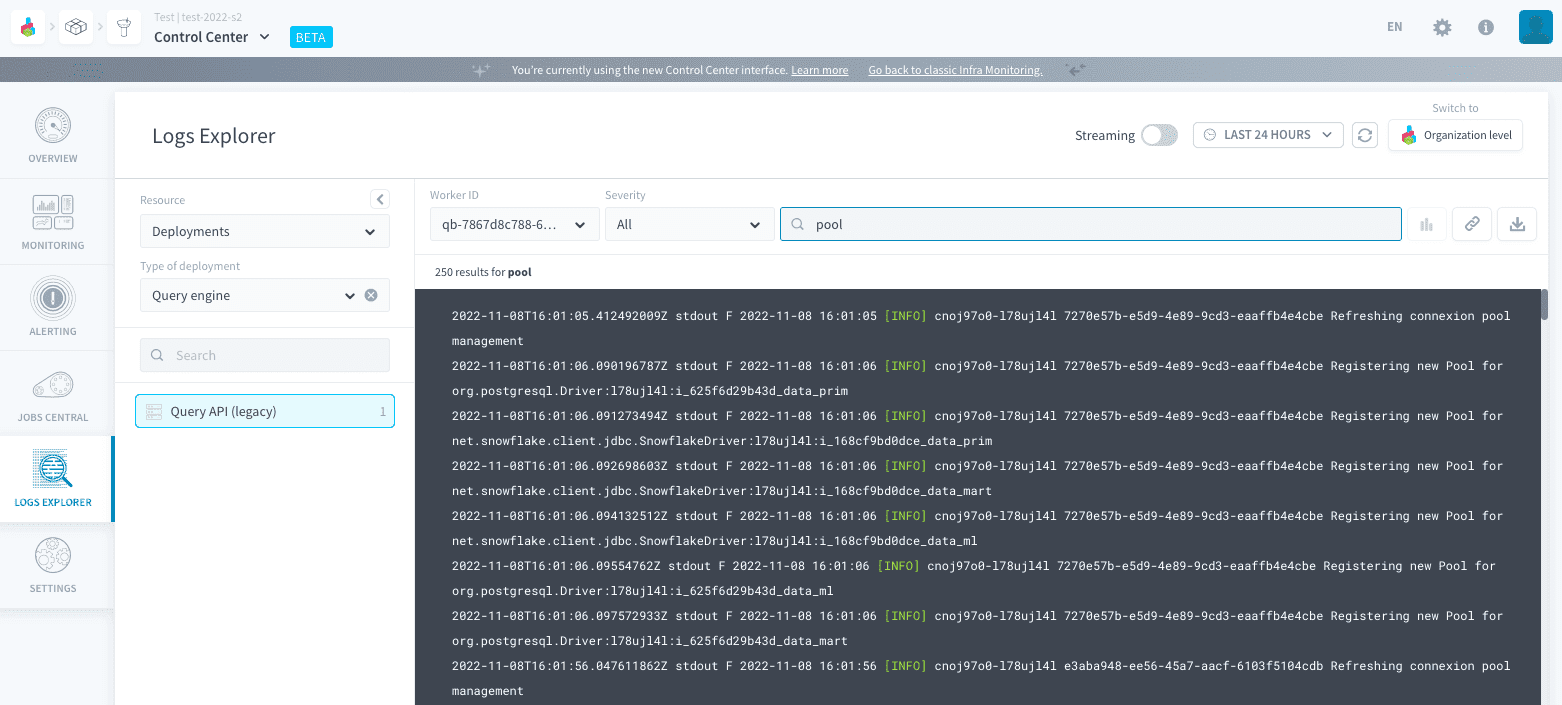 Test | test-2022-s2
Control Center
BETA
EN
You're currently using the new Control Center interface. Learn more Go back to classic Infra Monitoring.
OVERVIEW
MONITORING
ALERTING
JOBS CENTRAL
LOGS EXPLORER
SETTINGS
Logs Explorer
Streaming
LAST 24 HOURS
Switch to
Organization level
Resource
Deployments
Type of deployment
Query engine
Search
Query API (legacy) 1
Worker ID
qb-7867d8c788-6...
Severity
All
pool
250 results for pool
2022-11-08T16:01:05.412492009Z stdout F 2022-11-08 16:01:05 [INFO] cnoj97o0-l78ujl4l 7270e57b-e5d9-4e89-9cd3-eaaffb4e4cbe Refreshing connexion pool
management
2022-11-08T16:01:06.090196787Z stdout F 2022-11-08 16:01:06 [INFO] cnoj97o0-l78ujl4l 7270e57b-e5d9-4e89-9cd3-eaaffb4e4cbe Registering new Pool for
org.postgresql.Driver:l78ujl4l:i_625f6d29b43d_data_prim
2022-11-08T16:01:06.091273494Z stdout F 2022-11-08 16:01:06 [INFO] cnoj97o0-l78ujl4l 7270e57b-e5d9-4e89-9cd3-eaaffb4e4cbe Registering new Pool for
net.snowflake.client.jdbc.SnowflakeDriver:l78ujl4l:i_168cf9bd0dce_data_prim
2022-11-08T16:01:06.092698603Z stdout F 2022-11-08 16:01:06 [INFO] cnoj97o0-l78ujl4l 7270e57b-e5d9-4e89-9cd3-eaaffb4e4cbe Registering new Pool for
net.snowflake.client.jdbc.SnowflakeDriver:l78ujl4l:i_168cf9bd0dce_data_mart
2022-11-08T16:01:06.094132512Z stdout F 2022-11-08 16:01:06 [INFO] cnoj97o0-l78ujl4l 7270e57b-e5d9-4e89-9cd3-eaaffb4e4cbe Registering new Pool for
net.snowflake.client.jdbc.SnowflakeDriver:l78ujl4l:i_168cf9bd0dce_data_ml
2022-11-08T16:01:06.09554762Z stdout F 2022-11-08 16:01:06 [INFO] cnoj97o0-l78ujl4l 7270e57b-e5d9-4e89-9cd3-eaaffb4e4cbe Registering new Pool for
org.postgresql.Driver:l78ujl4l:i_625f6d29b43d_data_ml
2022-11-08T16:01:06.097572933Z stdout F 2022-11-08 16:01:06 [INFO] cnoj97o0-l78ujl4l 7270e57b-e5d9-4e89-9cd3-eaaffb4e4cbe Registering new Pool for
org.postgresql.Driver:l78ujl4l:i_625f6d29b43d_data_mart
2022-11-08T16:01:56.047611862Z stdout F 2022-11-08 16:01:56 [INFO] cnoj97o0-l78ujl4l e3aba948-ee56-45a7-aacf-6103f5104cdb Refreshing connexion pool
management